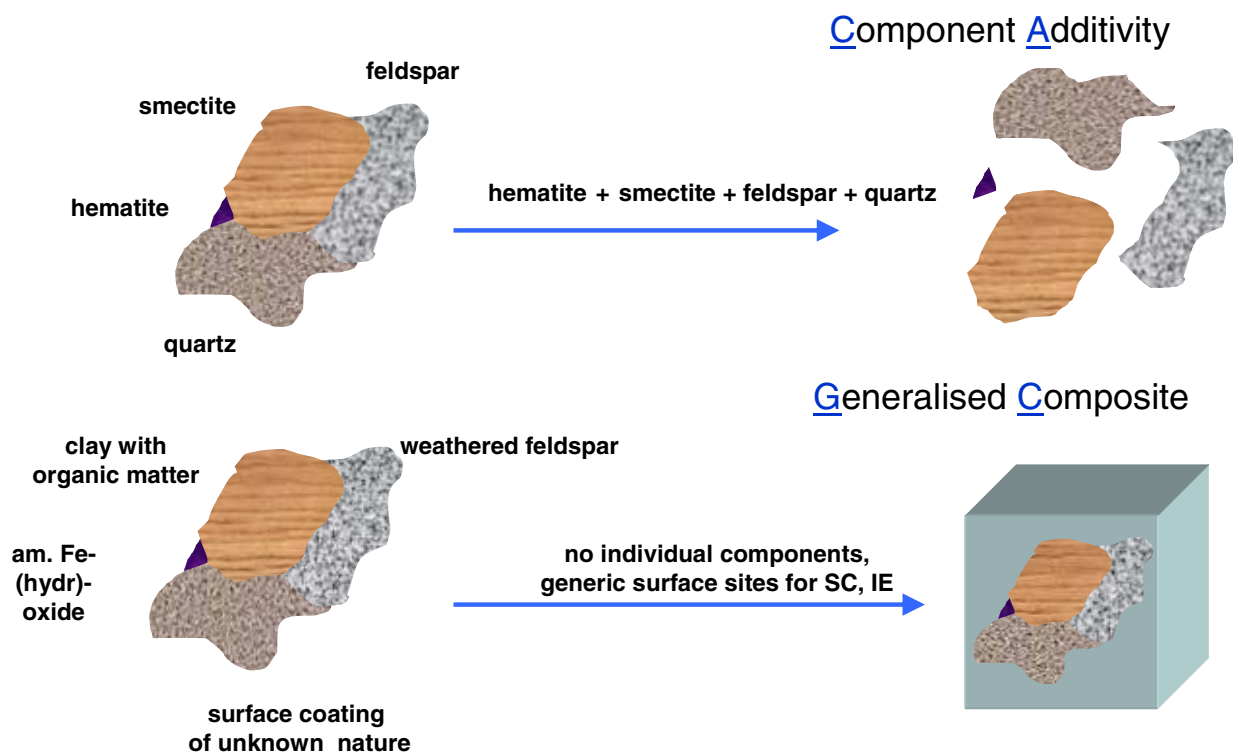 Component Additivity
feldspar
smectite
hematite
hematite + smectite + feldspar + quartz
quartz
Generalised Composite
clay with
organic matter
weathered feldspar
am. Fe-
(hydr)-
oxide
no individual components,
generic surface sites for SC, IE
surface coating
of unknown nature